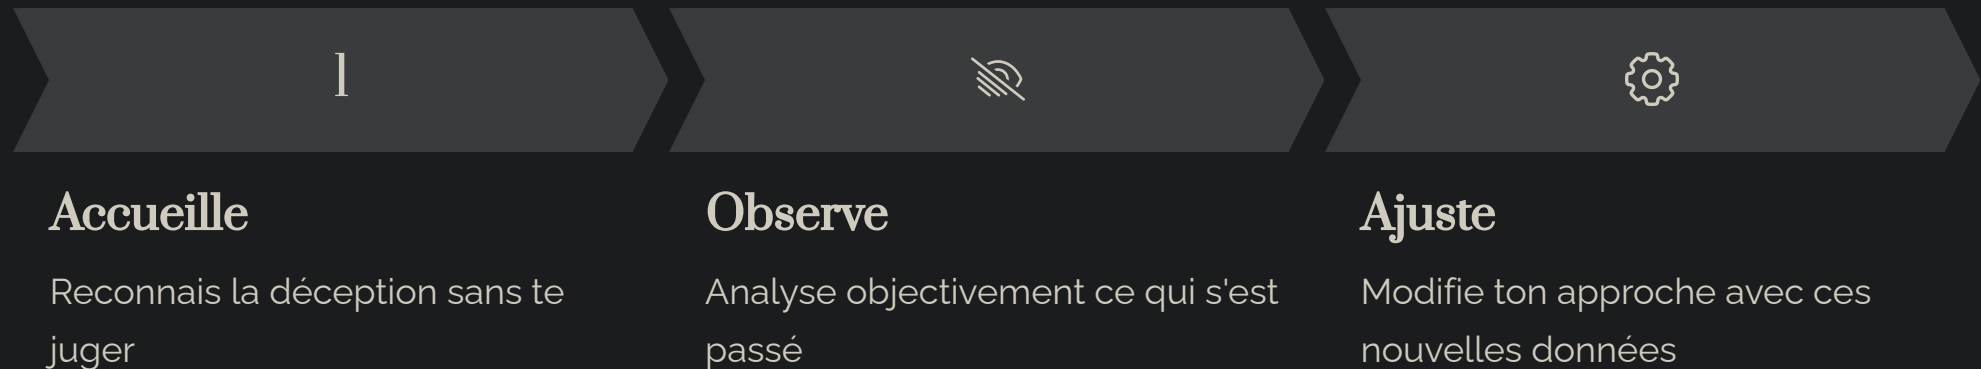 1
Accueille
Reconnais la déception sans te
juger
Observe
Analyse objectivement ce qui s'est
passé
Ajuste
Modifie ton approche avec ces
nouvelles données